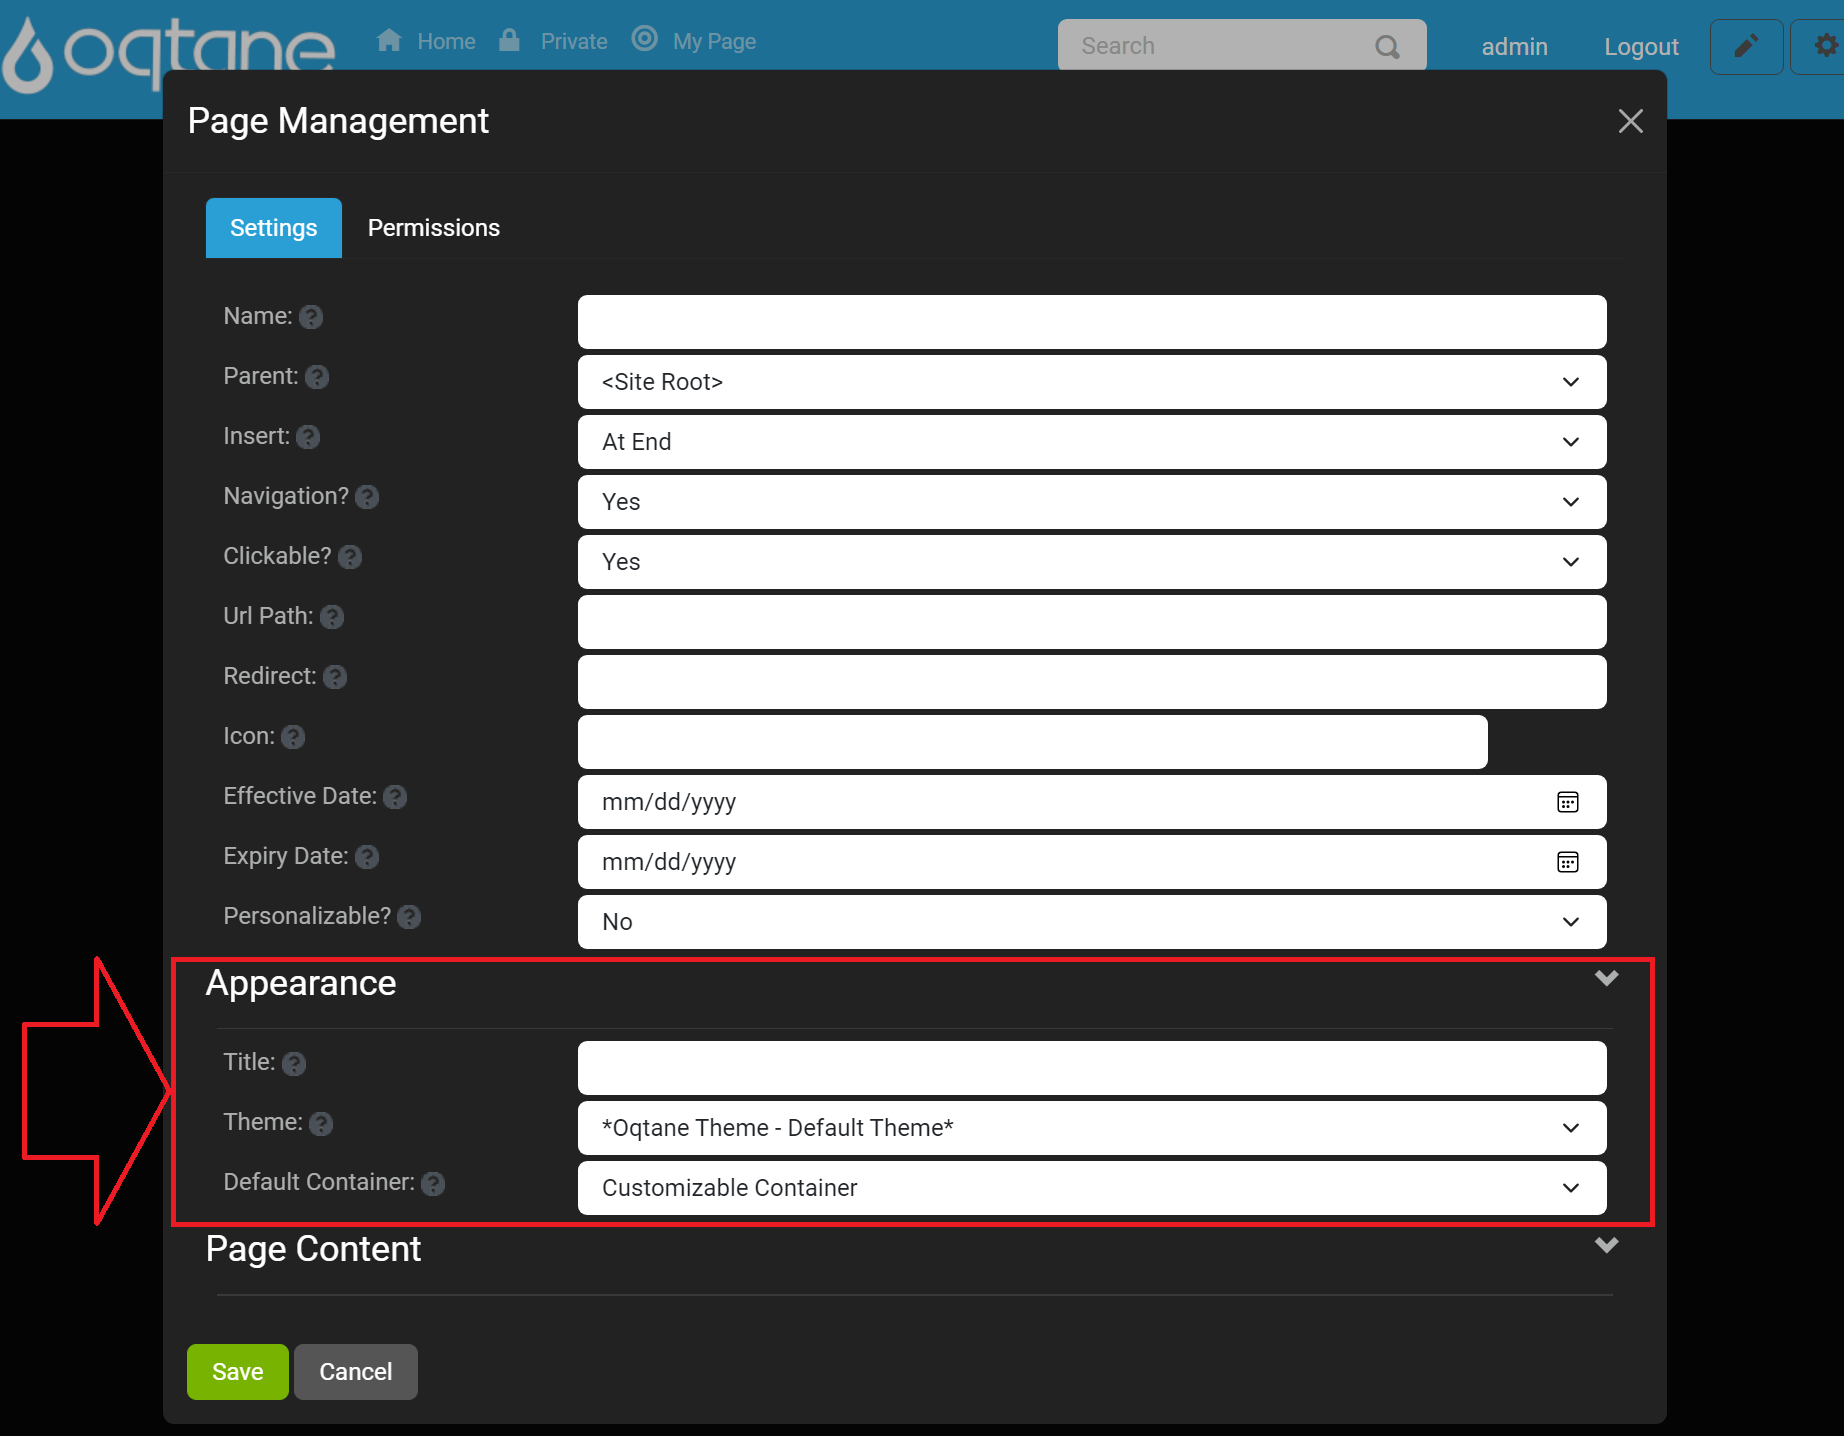 oqtane
Home Private My Page Search admin Logout
Page Management
Settings Permissions
Name:
Parent: <Site Root>
Insert: At End
Navigation? Yes
Clickable? Yes
Url Path:
Redirect:
Icon:
Effective Date: mm/dd/yyyy
Expiry Date: mm/dd/yyyy
Personalizable? No
Appearance
Title:
Theme: *Oqtane Theme - Default Theme*
Default Container: Customizable Container
Page Content
Save Cancel